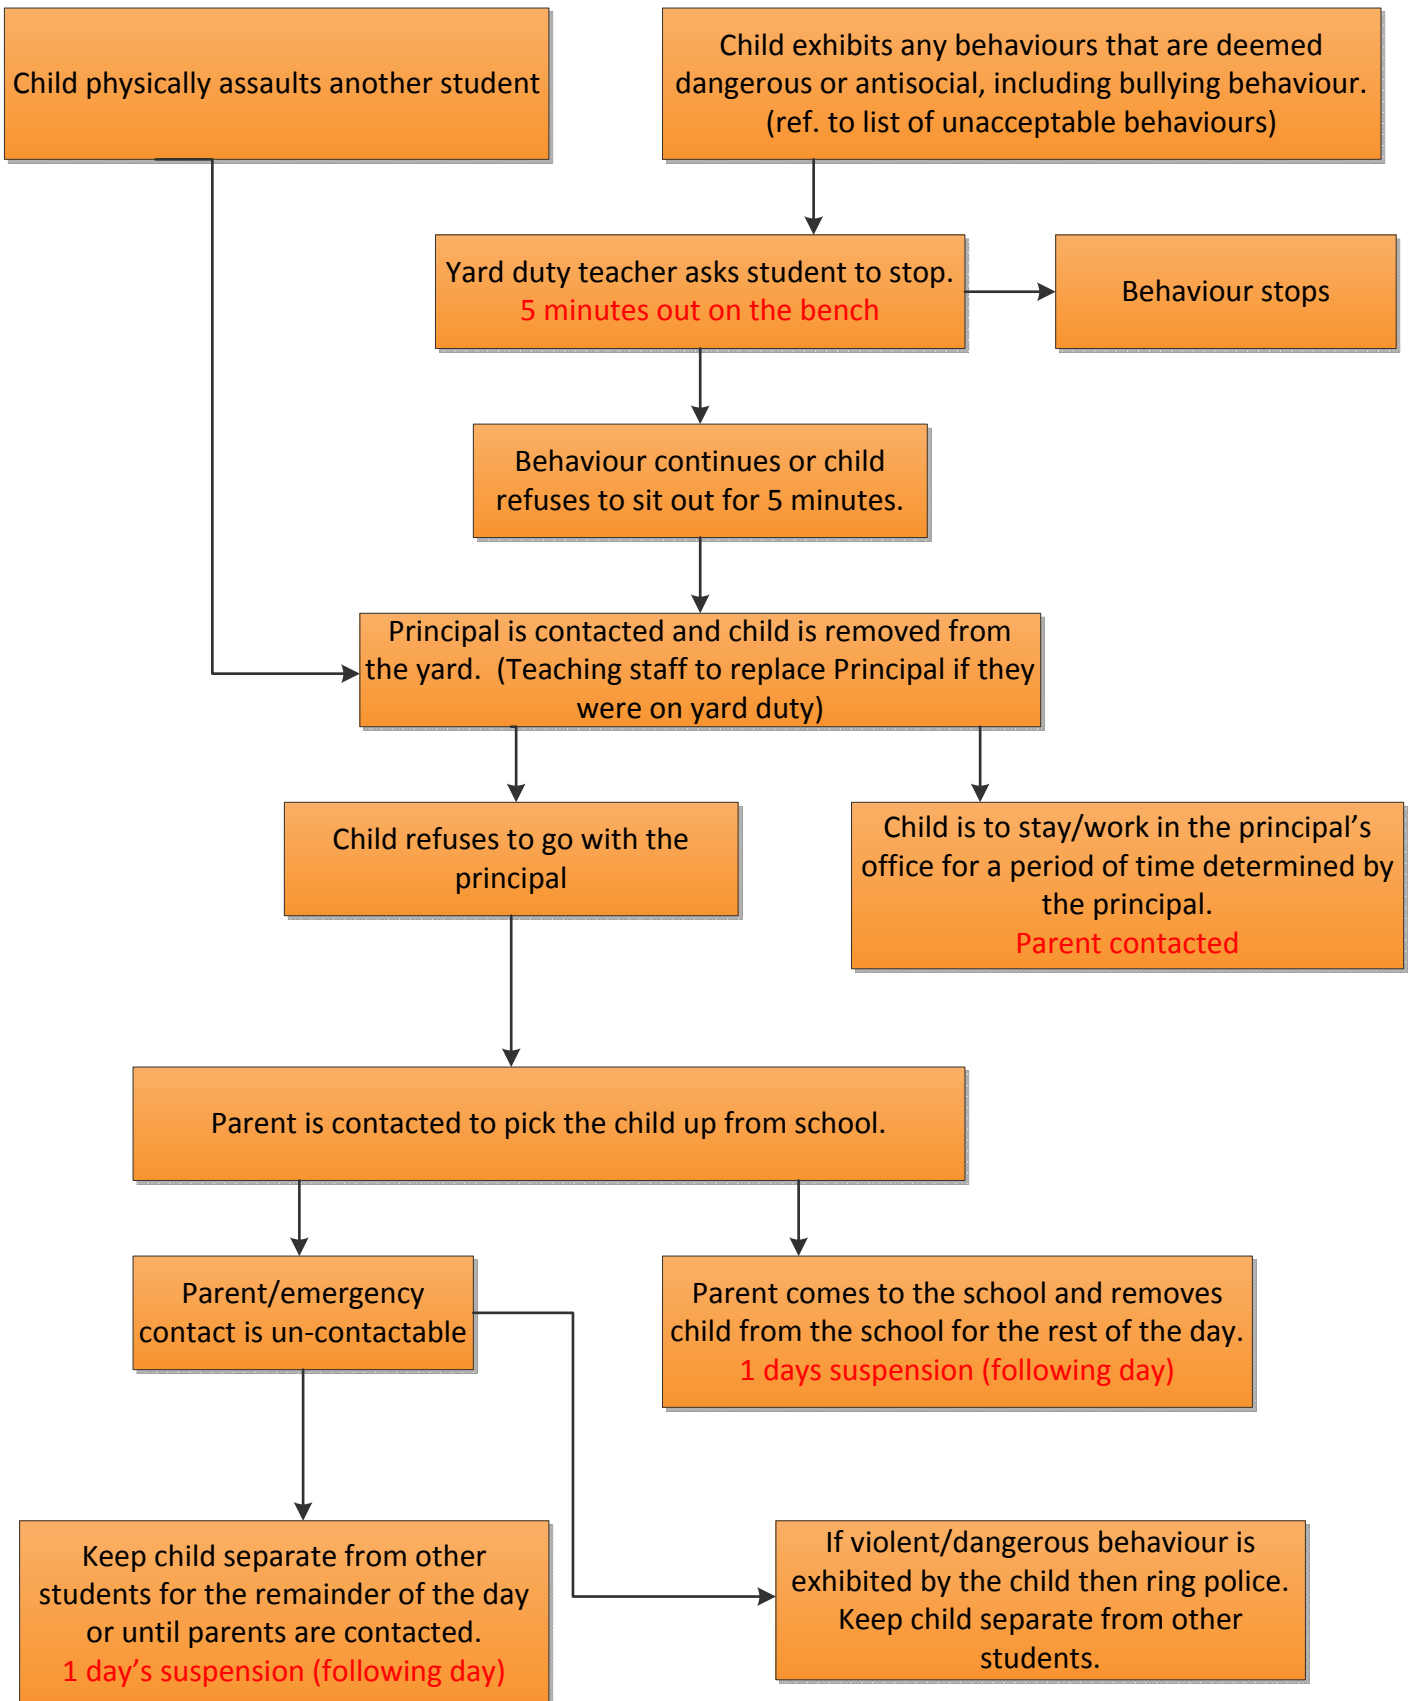 Child physically assaults another student
Child exhibits any behaviours that are deemed
dangerous or antisocial, including bullying behaviour.
(ref. to list of unacceptable behaviours)
Yard duty teacher asks student to stop.
5 minutes out on the bench
Behaviour stops
Behaviour continues or child
refuses to sit out for 5 minutes.
Principal is contacted and child is removed from
the yard.  (Teaching staff to replace Principal if they
were on yard duty)
Child refuses to go with the
principal
Child is to stay/work in the principal’s
office for a period of time determined by
the principal.
Parent contacted
Parent is contacted to pick the child up from school.
Parent/emergency
contact is un-contactable
Parent comes to the school and removes
child from the school for the rest of the day.
1 days suspension (following day)
Keep child separate from other
students for the remainder of the day
or until parents are contacted.
1 day’s suspension (following day)
If violent/dangerous behaviour is
exhibited by the child then ring police.
Keep child separate from other
students.